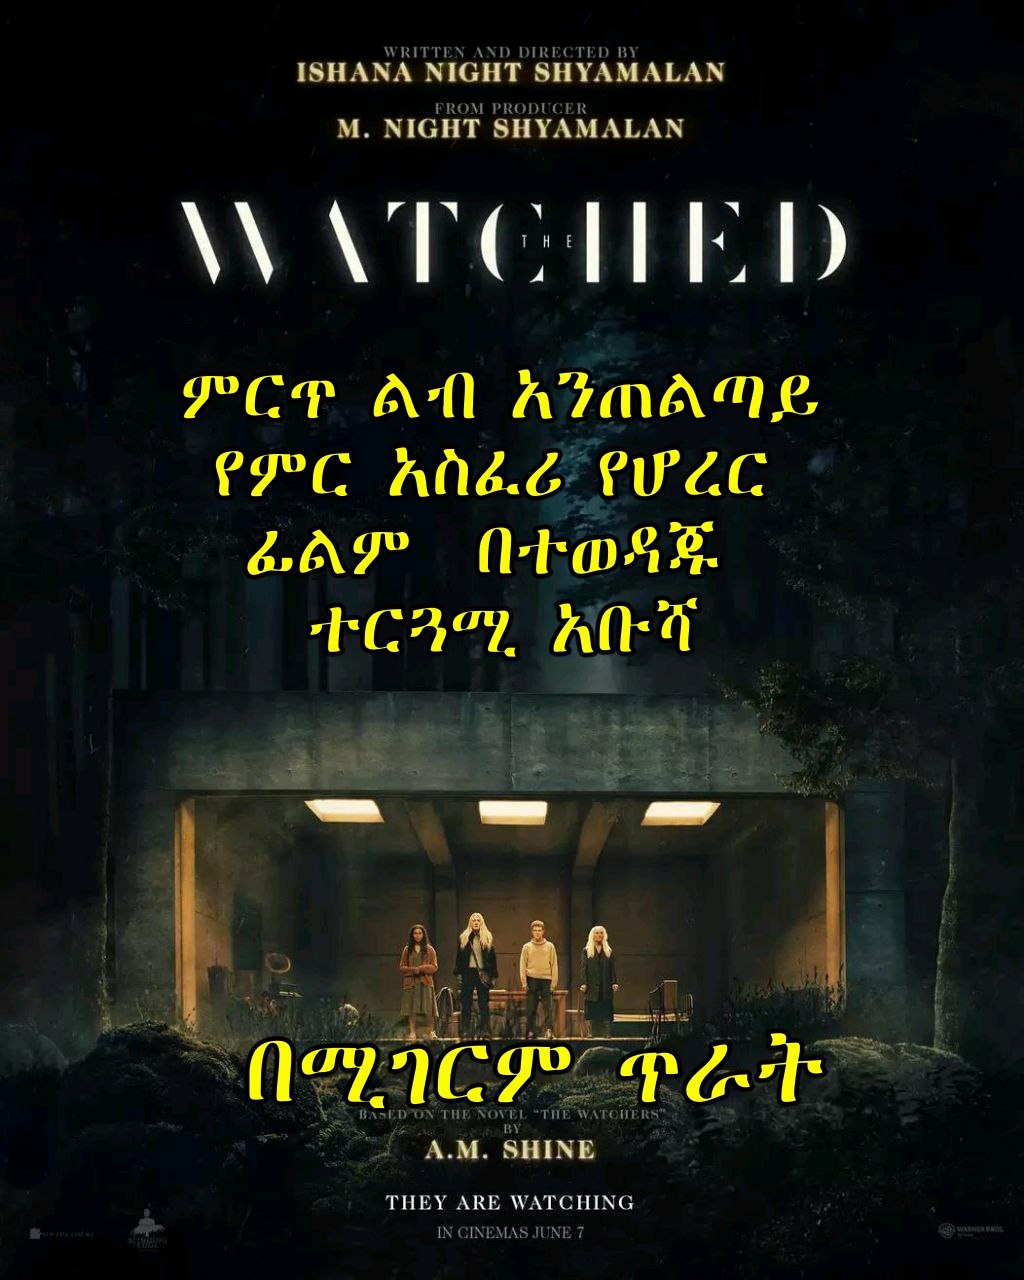 WRITTEN AND DIRECTED BY
ISHANA NIGHT SHYAMALAN
FROM PRODUCER
M. NIGHT SHYAMALAN
THE
WATCHED
ምርጥ ልብ አንጠልጣይ
የምር አስፈሪ የሆረር
ፊልም በተወዳጁ
ተርጓሚ አቡሻ
በሚገርም ጥራት
BASED ON THE NOVEL "THE WATCHERS"
BY
A.M. SHINE
THEY ARE WATCHING
IN CINEMAS JUNE 7
WARNER BROS.